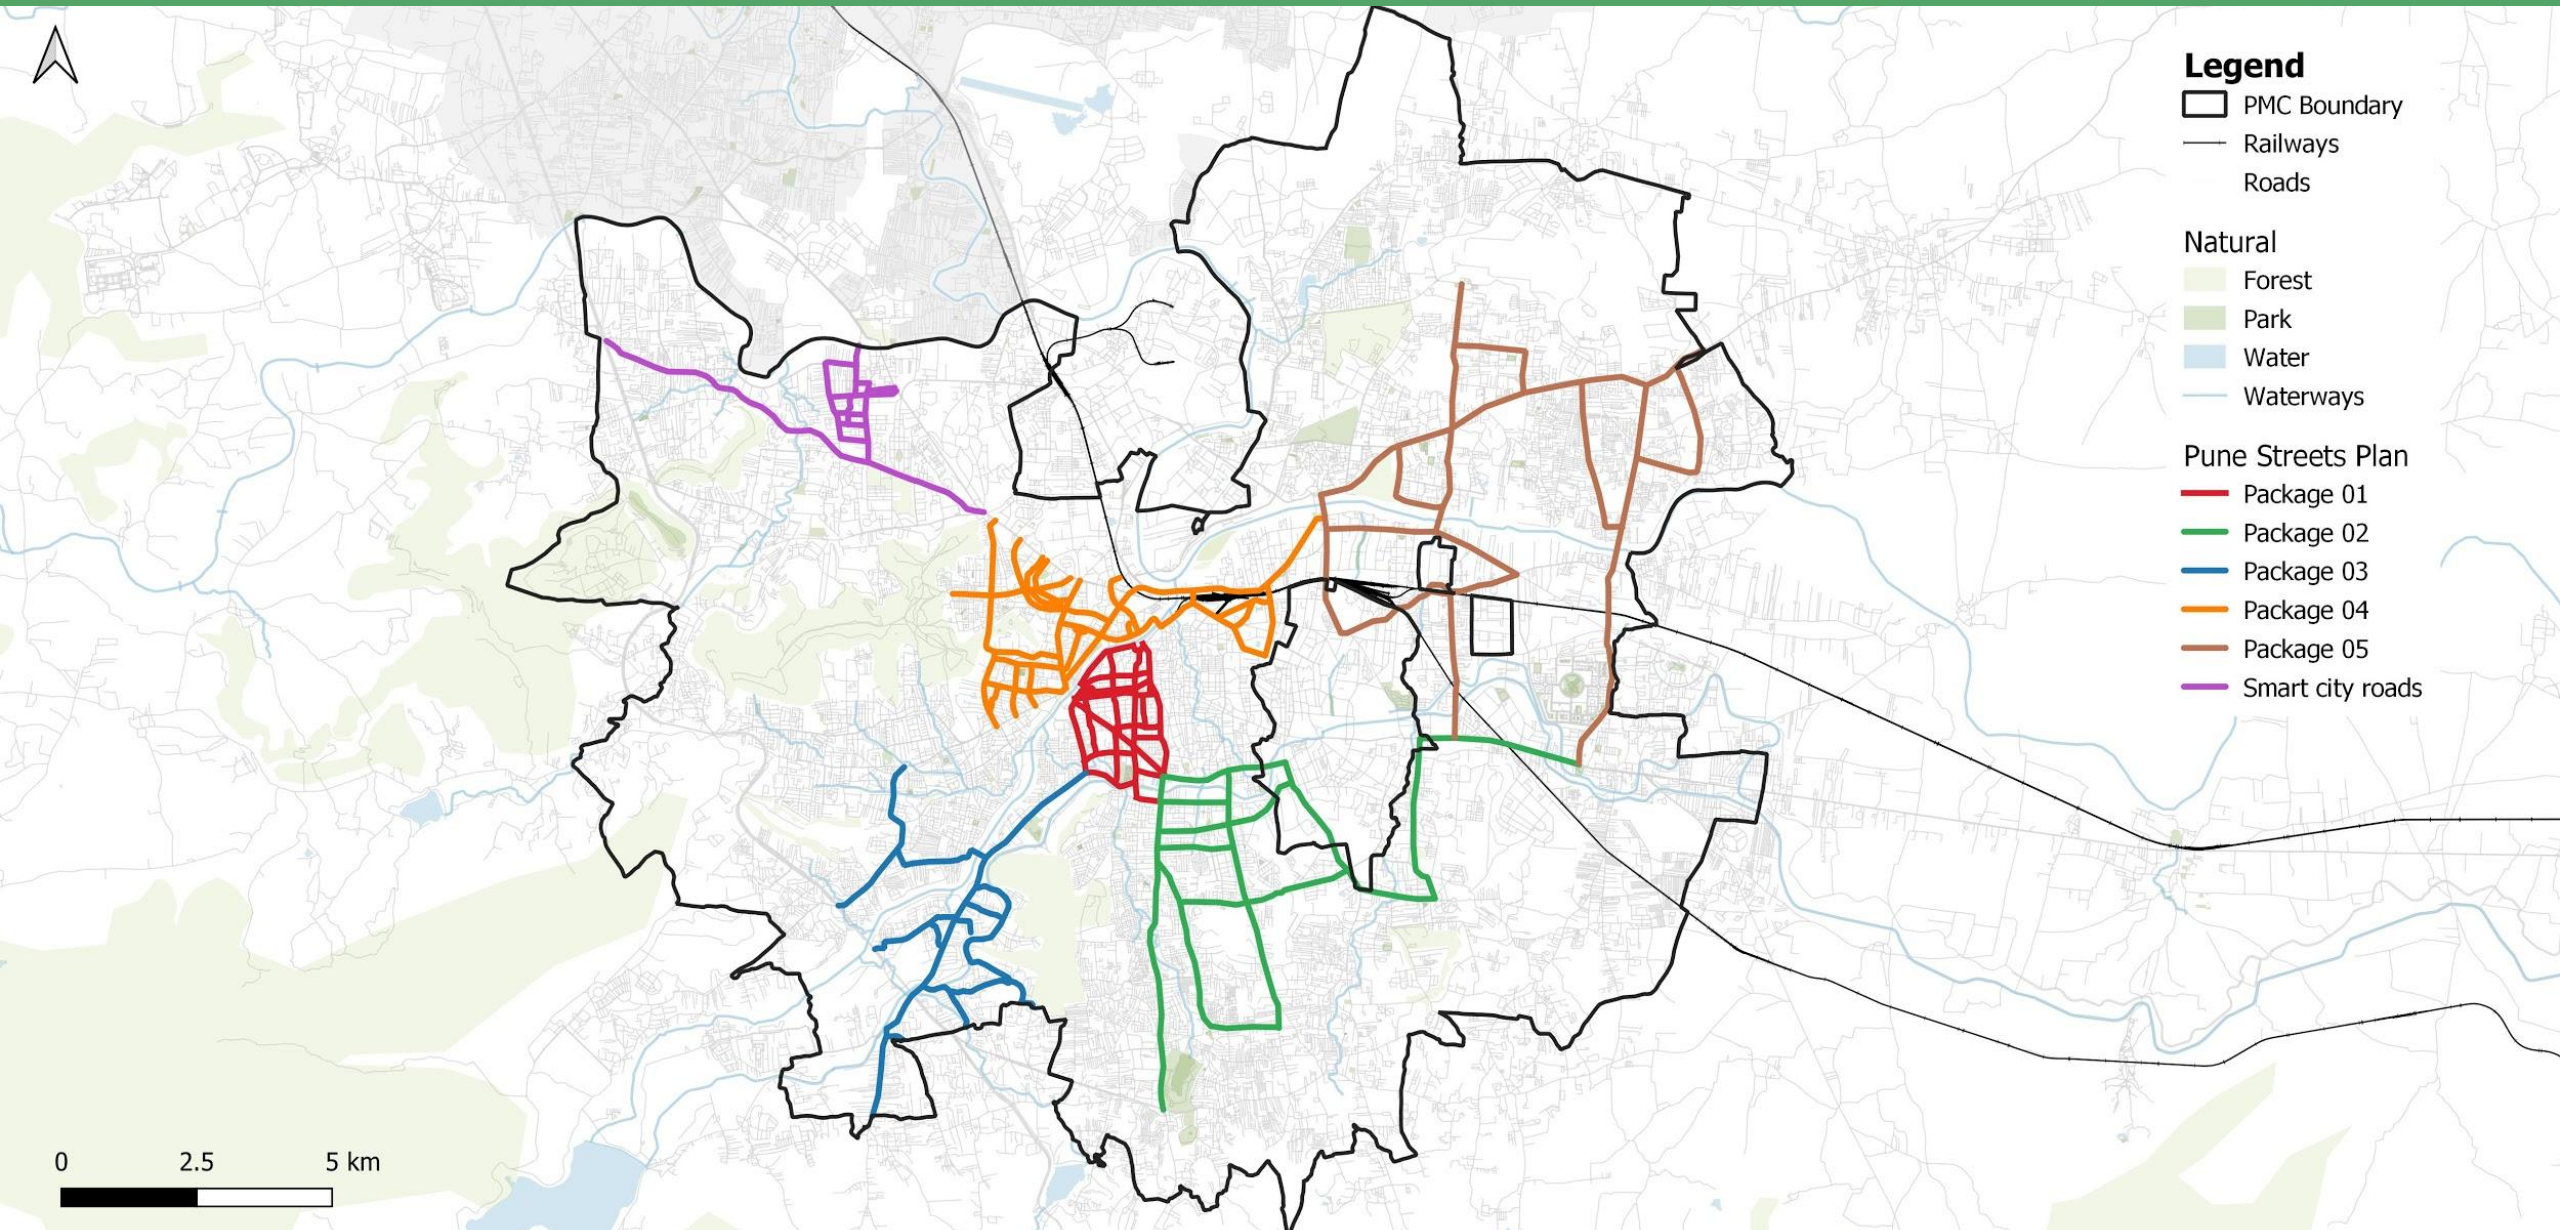 Legend
PMC Boundary
Railways
Roads
Natural
Forest
Park
Water
Waterways
Pune Streets Plan
Package 01
Package 02
Package 03
Package 04
Package 05
Smart city roads
0 2.5 5 km